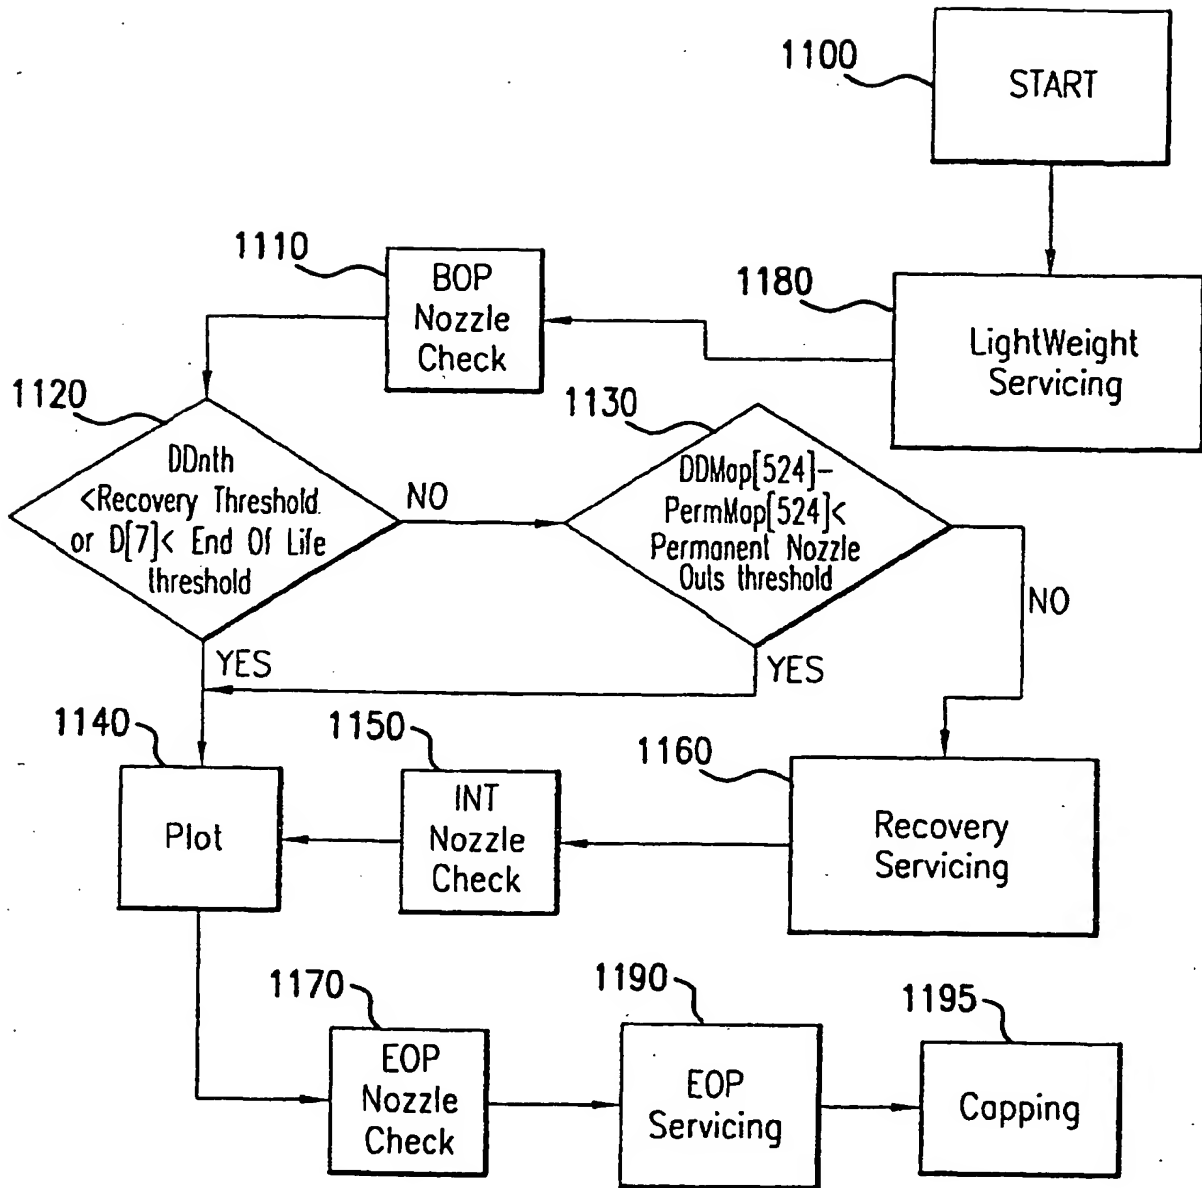 1100
START
1110
BOP
Nozzle
Check
1180
LightWeight
Servicing
1120
DDnth
<Recovery Threshold.
or D[7]< End Of Life
threshold
NO
1130
DDMap[524]-
PermMap[524]<
Permanent Nozzle
Outs threshold
NO
YES
YES
1140
Plot
1150
INT
Nozzle
Check
1160
Recovery
Servicing
1170
EOP
Nozzle
Check
1190
EOP
Servicing
1195
Capping